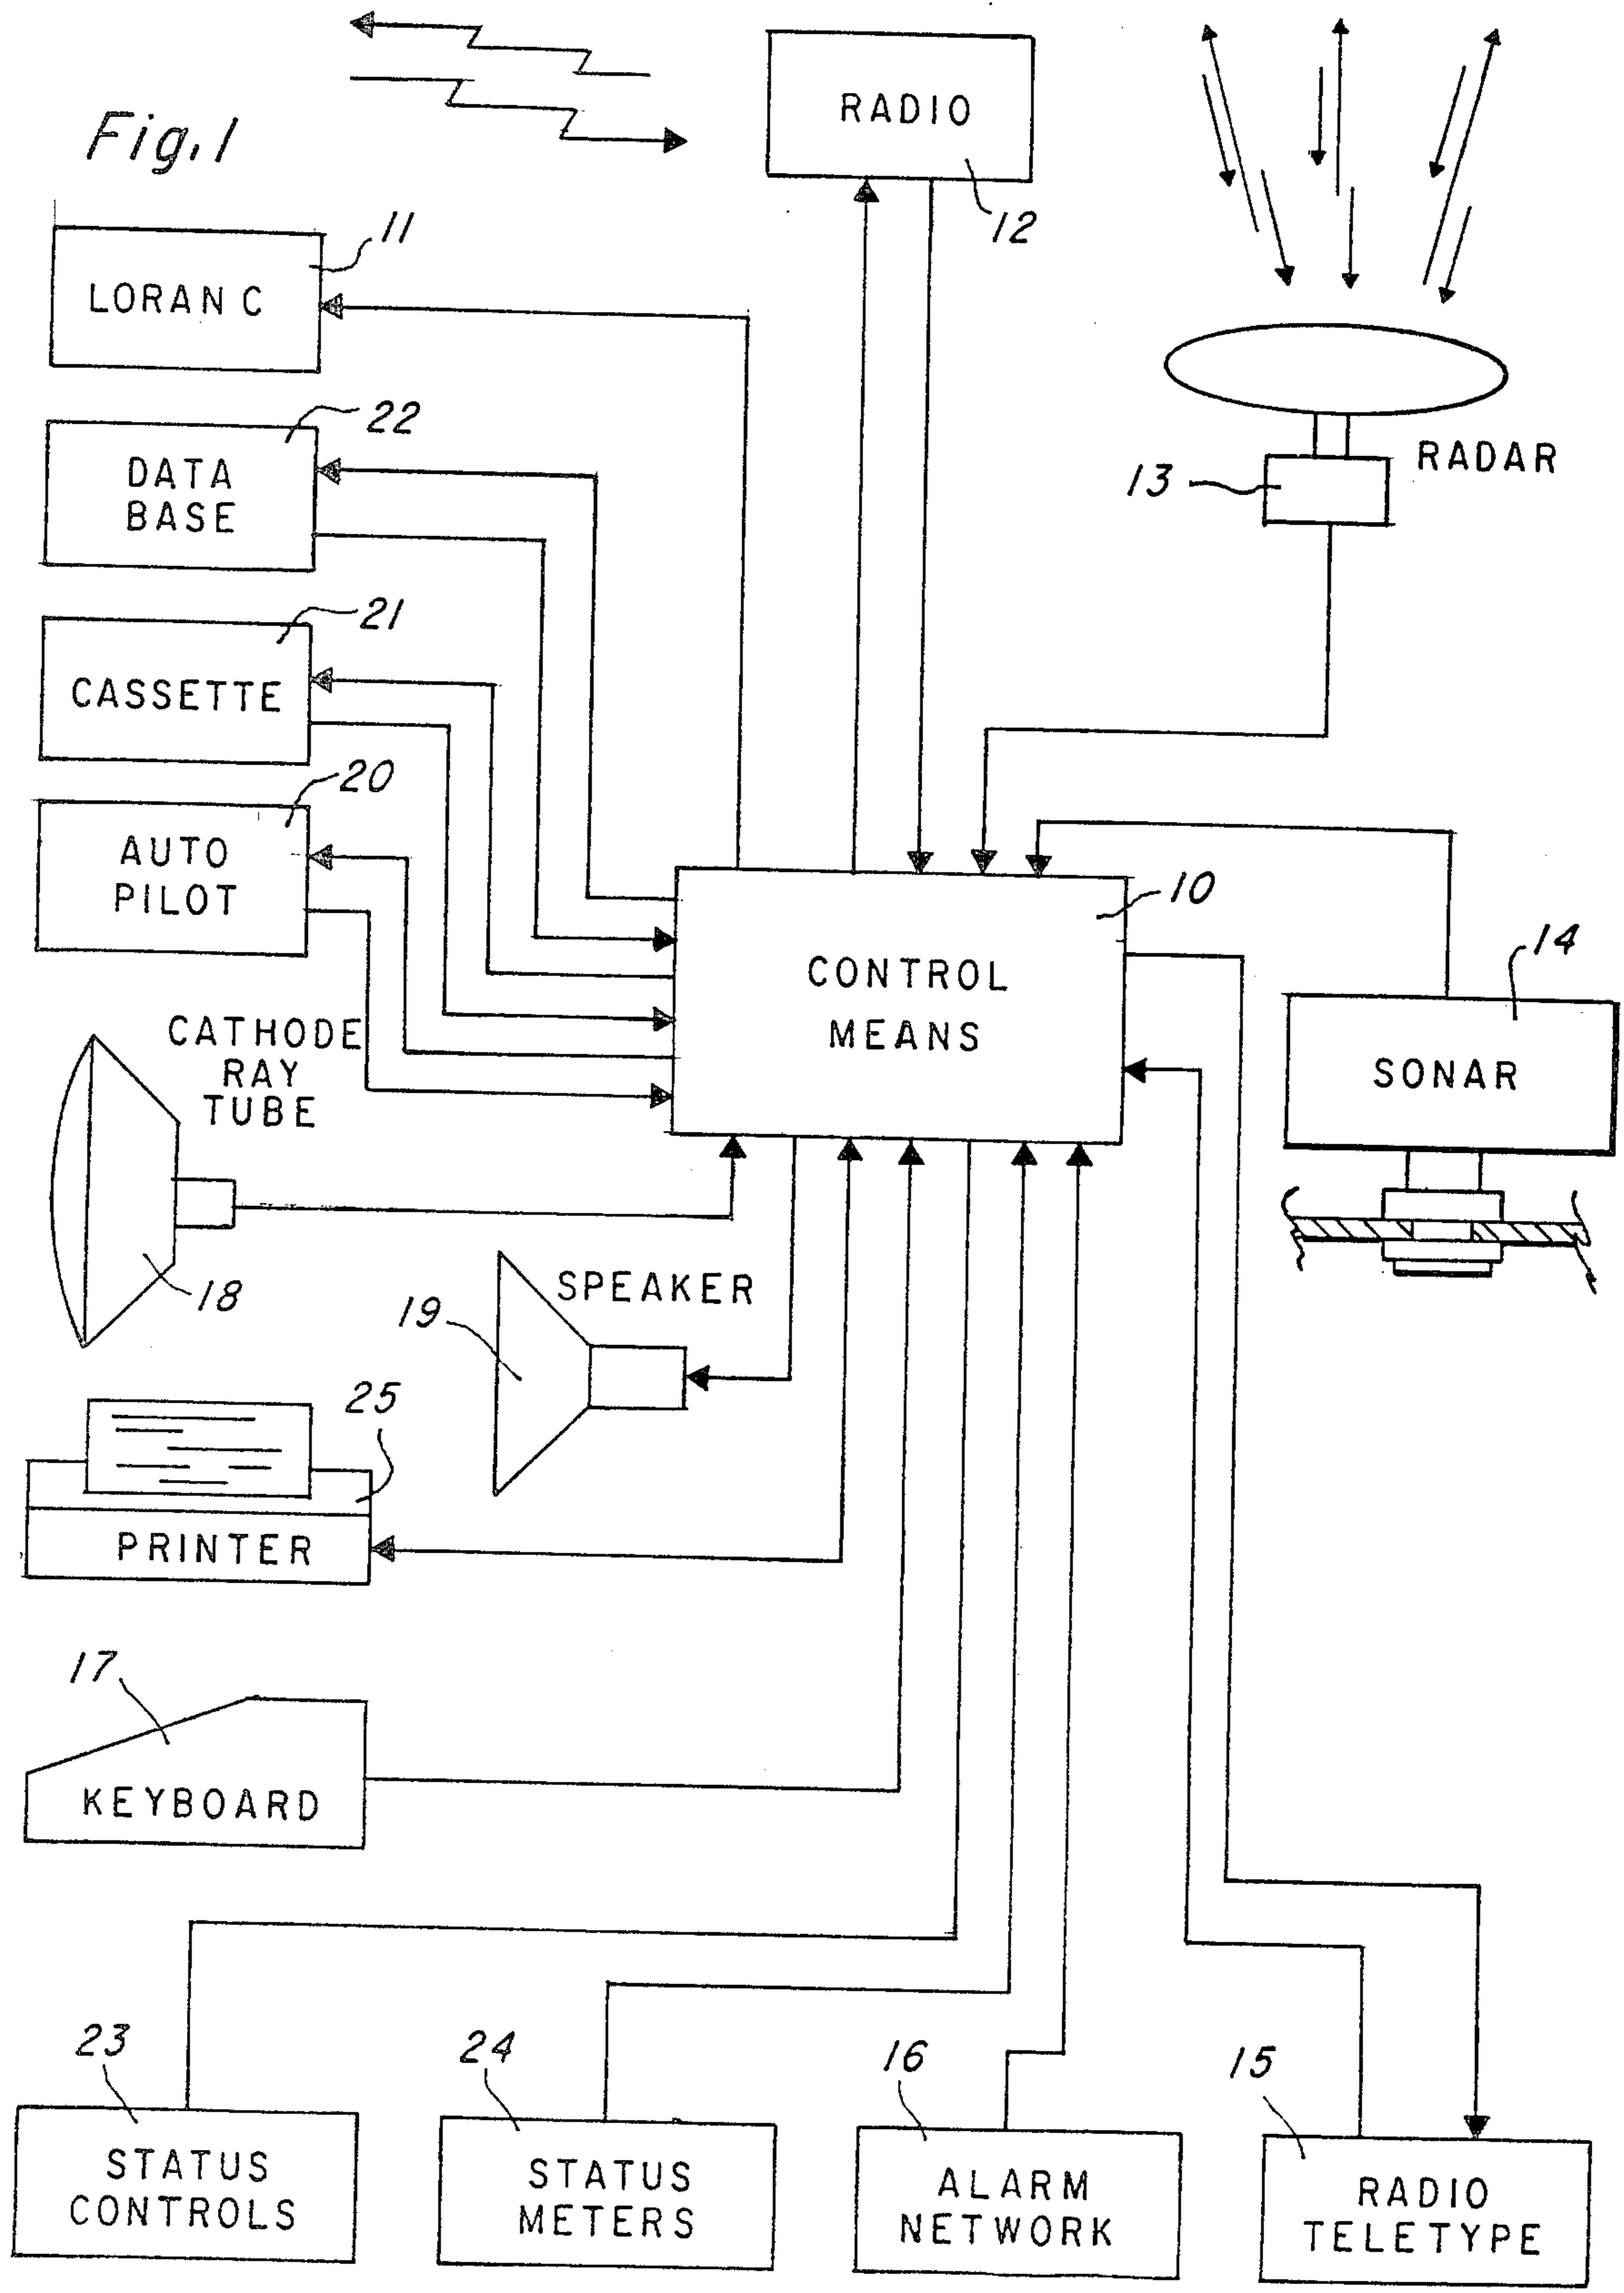 Fig.1
RADIO
12
11
LORAN C
22
DATA
BASE
RADAR
13
21
CASSETTE
20
AUTO
PILOT
10
CONTROL
MEANS
14
SONAR
CATHODE
RAY
TUBE
18
SPEAKER
19
25
PRINTER
17
KEYBOARD
23
STATUS
CONTROLS
24
STATUS
METERS
16
ALARM
NETWORK
15
RADIO
TELETYPE